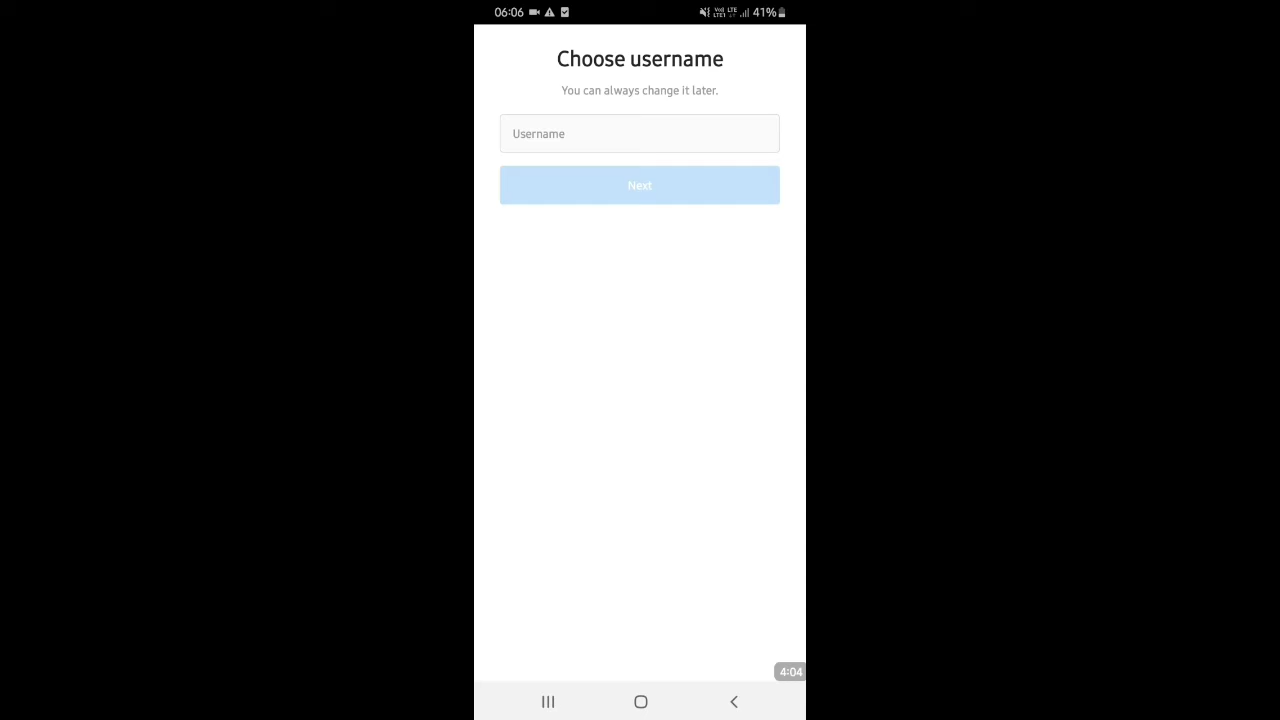 06:06 41%
Choose username
You can always change it later.
Username
Next
4:04